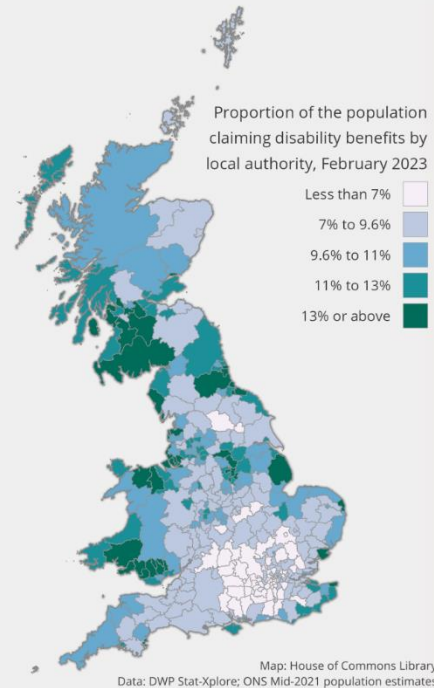 Proportion of the population
claiming disability benefits by
local authority, February 2023
Less than 7%
7% to 9.6%
9.6% to 11%
11% to 13%
13% or above
Map: House of Commons Library
Data: DWP Stat-Xplore; ONS Mid-2021 population estimates